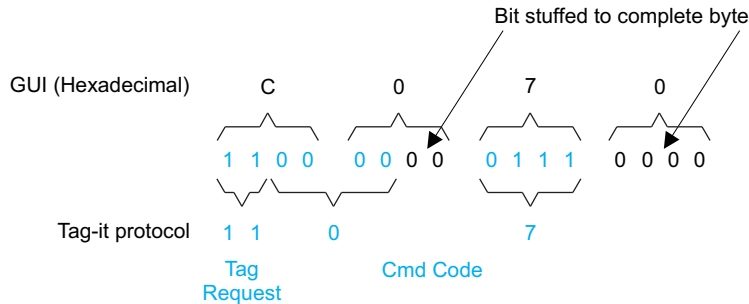 Bit stuffed to complete byte
GUI (Hexadecimal) C 0 7 0
1 1 0 0 0 0 0 0 0 1 1 1 0 0 0 0
Tag-it protocol 1 1 0 7
Tag Cmd Code
Request